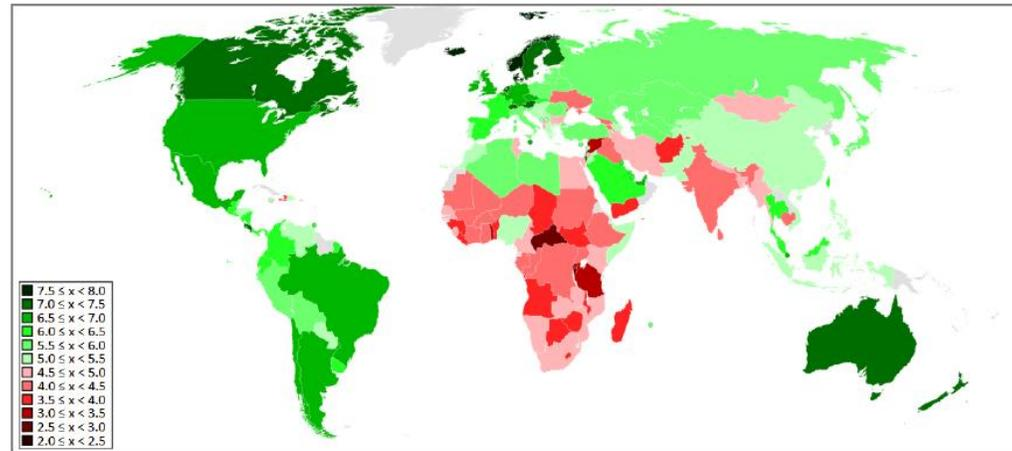 7.5 ≤ x < 8.0
7.0 ≤ x < 7.5
6.5 ≤ x < 7.0
6.0 ≤ x < 6.5
5.5 ≤ x < 6.0
5.0 ≤ x < 5.5
4.5 ≤ x < 5.0
4.0 ≤ x < 4.5
3.5 ≤ x < 4.0
3.0 ≤ x < 3.5
2.5 ≤ x < 3.0
2.0 ≤ x < 2.5